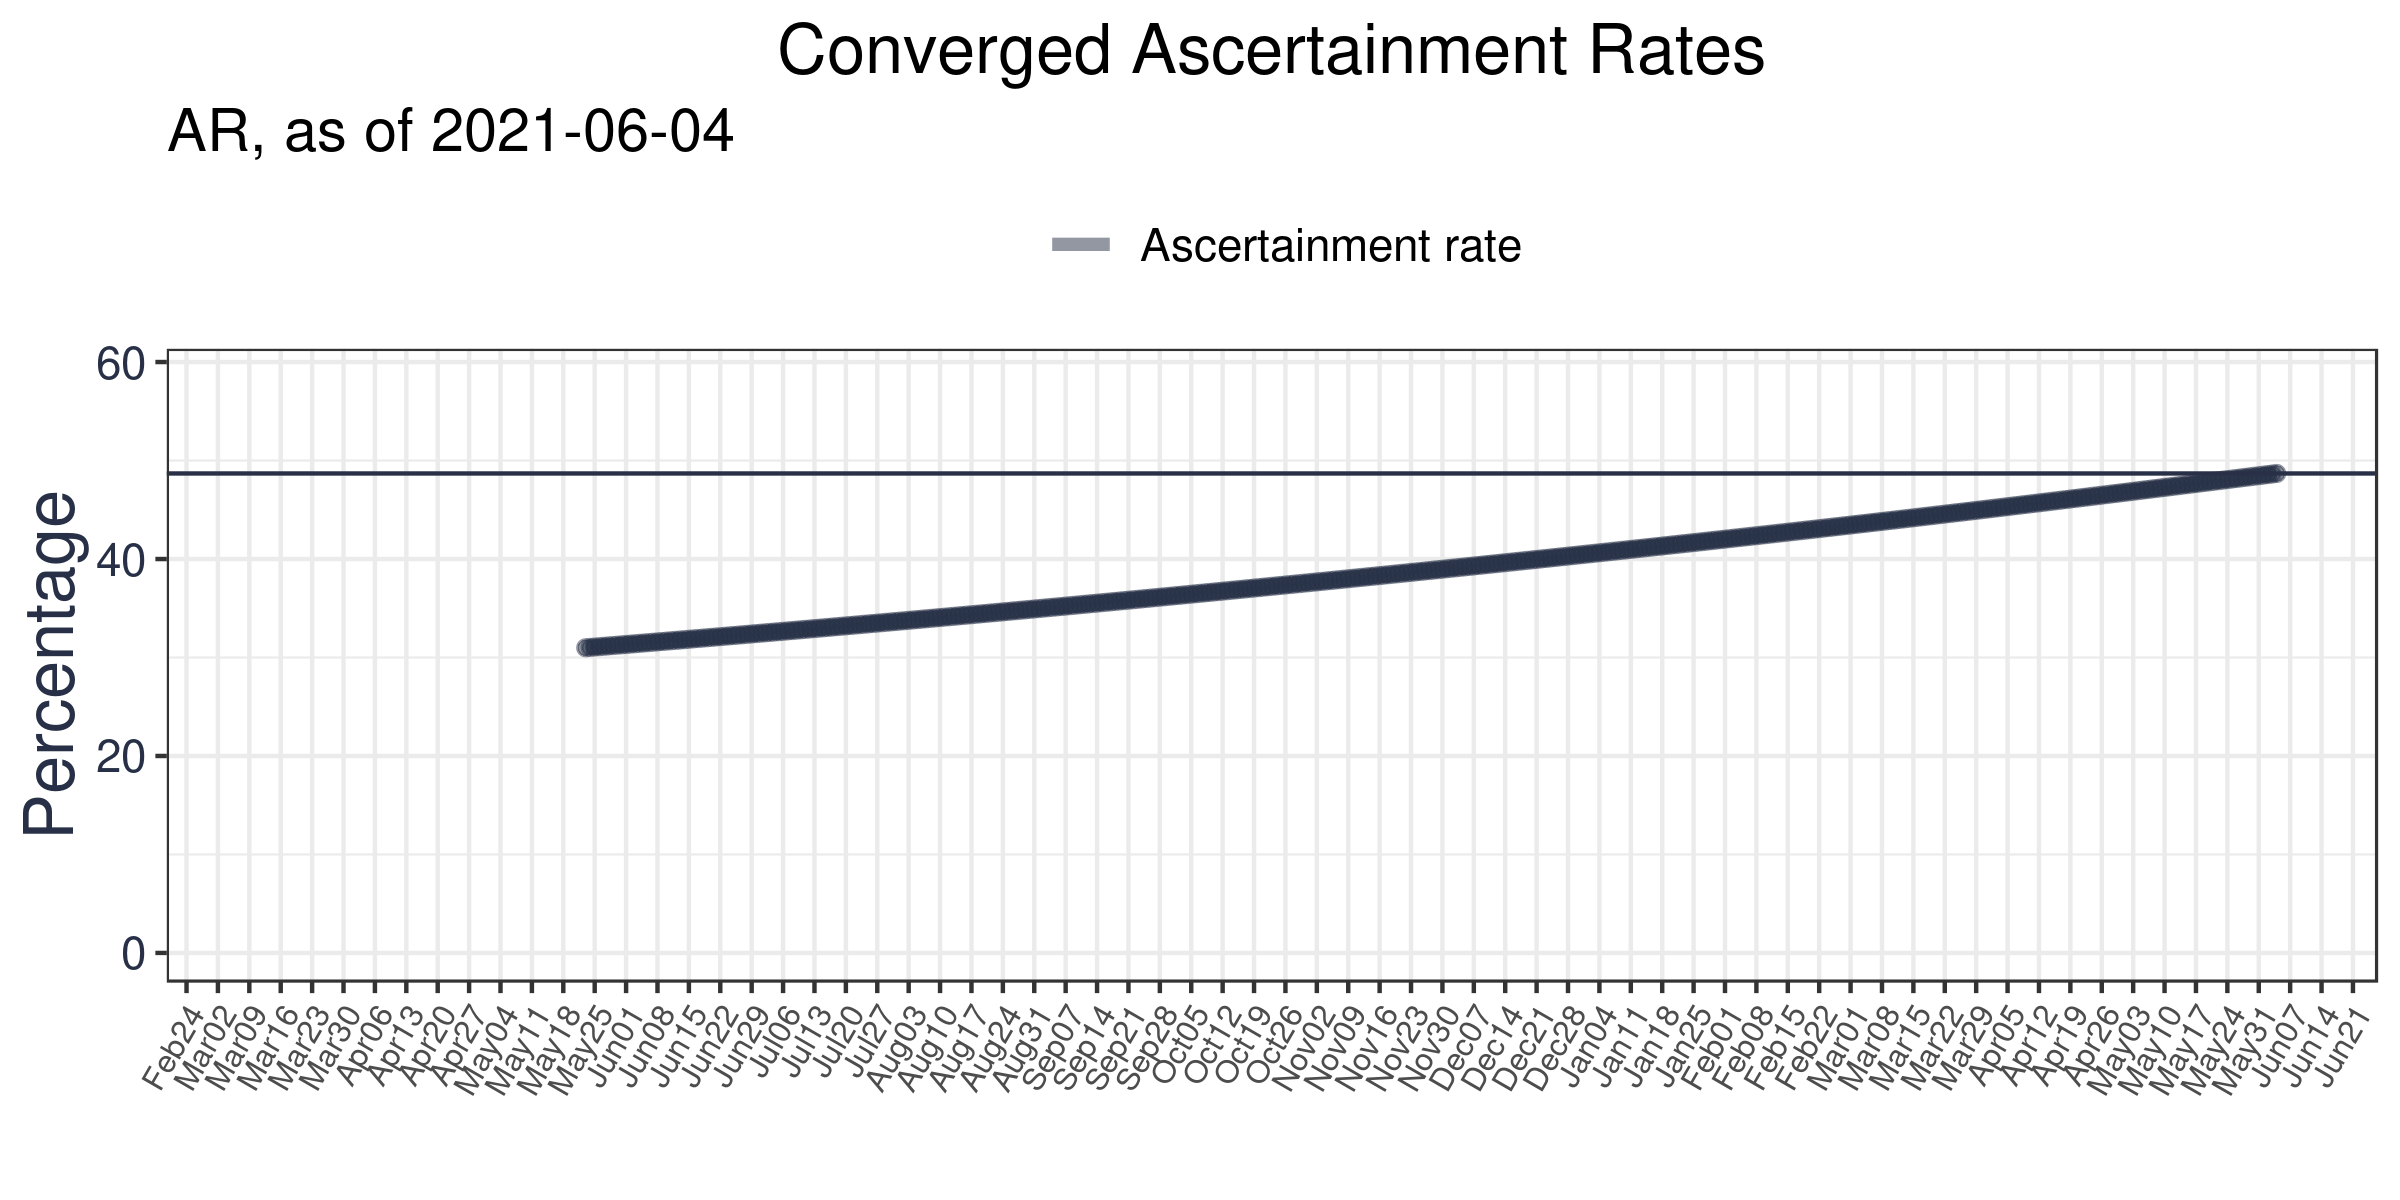 Converged Ascertainment Rates
AR, as of 2021-06-04
Ascertainment rate
Percentage
60
40
20
0
Feb24
Mar02
Mar09
Mar16
Mar23
Mar30
Apr06
Apr13
Apr20
Apr27
May04
May11
May18
May25
Jun01
Jun08
Jun15
Jun22
Jun29
Jul06
Jul13
Jul20
Jul27
Aug03
Aug10
Aug17
Aug24
Aug31
Sep07
Sep14
Sep21
Sep28
Oct05
Oct12
Oct19
Oct26
Nov02
Nov09
Nov16
Nov23
Nov30
Dec07
Dec14
Dec21
Dec28
Jan04
Jan11
Jan18
Jan25
Feb01
Feb08
Feb15
Feb22
Mar01
Mar08
Mar15
Mar22
Mar29
Apr05
Apr12
Apr19
Apr26
May03
May10
May17
May24
May31
Jun07
Jun14
Jun21